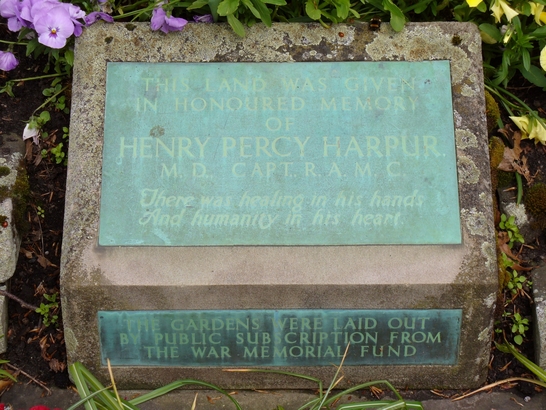 THIS LAND WAS GIVEN
IN HONOURED MEMORY
OF
HENRY PERCY HARPUR.
M.D. CAPT. R.A.M.C.
There was healing in his hands
And humanity in his heart.
THE GARDENS WERE LAID OUT
BY PUBLIC SUBSCRIPTION FROM
THE WAR MEMORIAL FUND